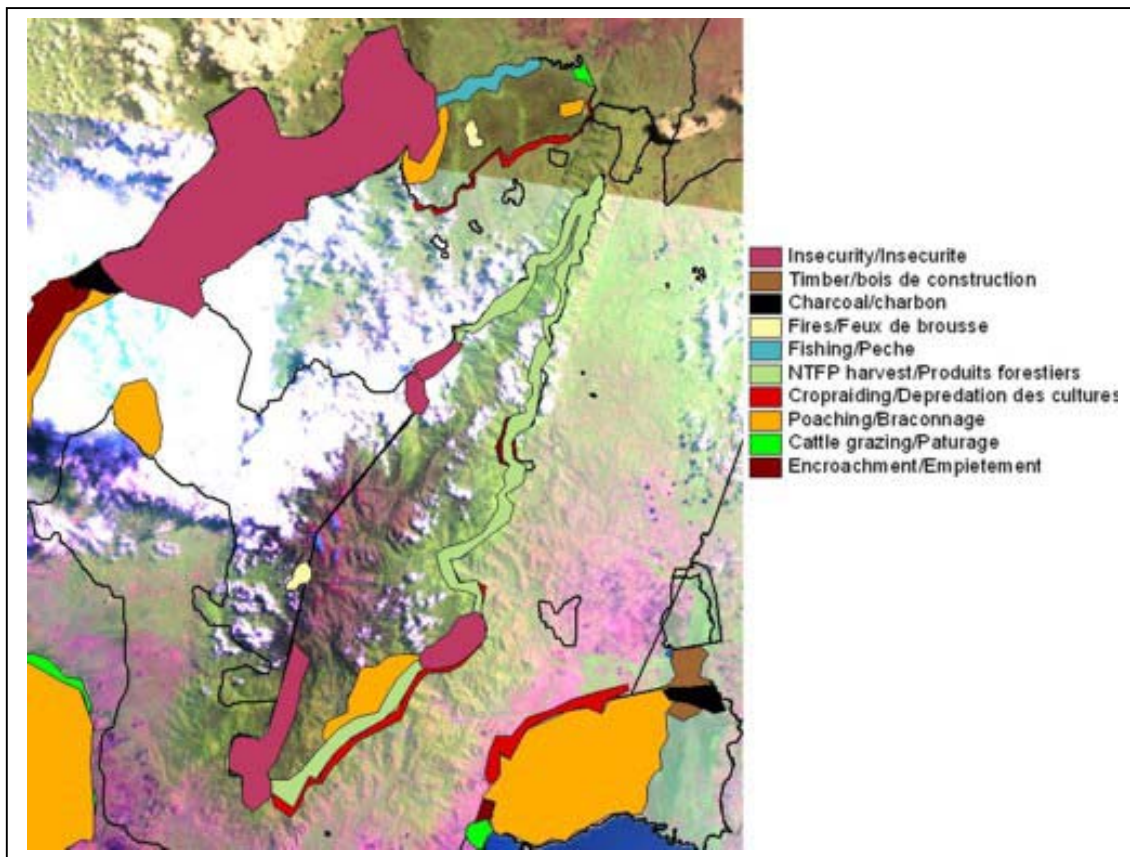 Insecurity/Insecurite
Timber/bois de construction
Charcoal/charbon
Fires/Feux de brousse
Fishing/Peche
NTFP harvest/Produits forestiers
Cropraiding/Depredation des cultures
Poaching/Braconnage
Cattle grazing/Paturage
Encroachment/Empietement